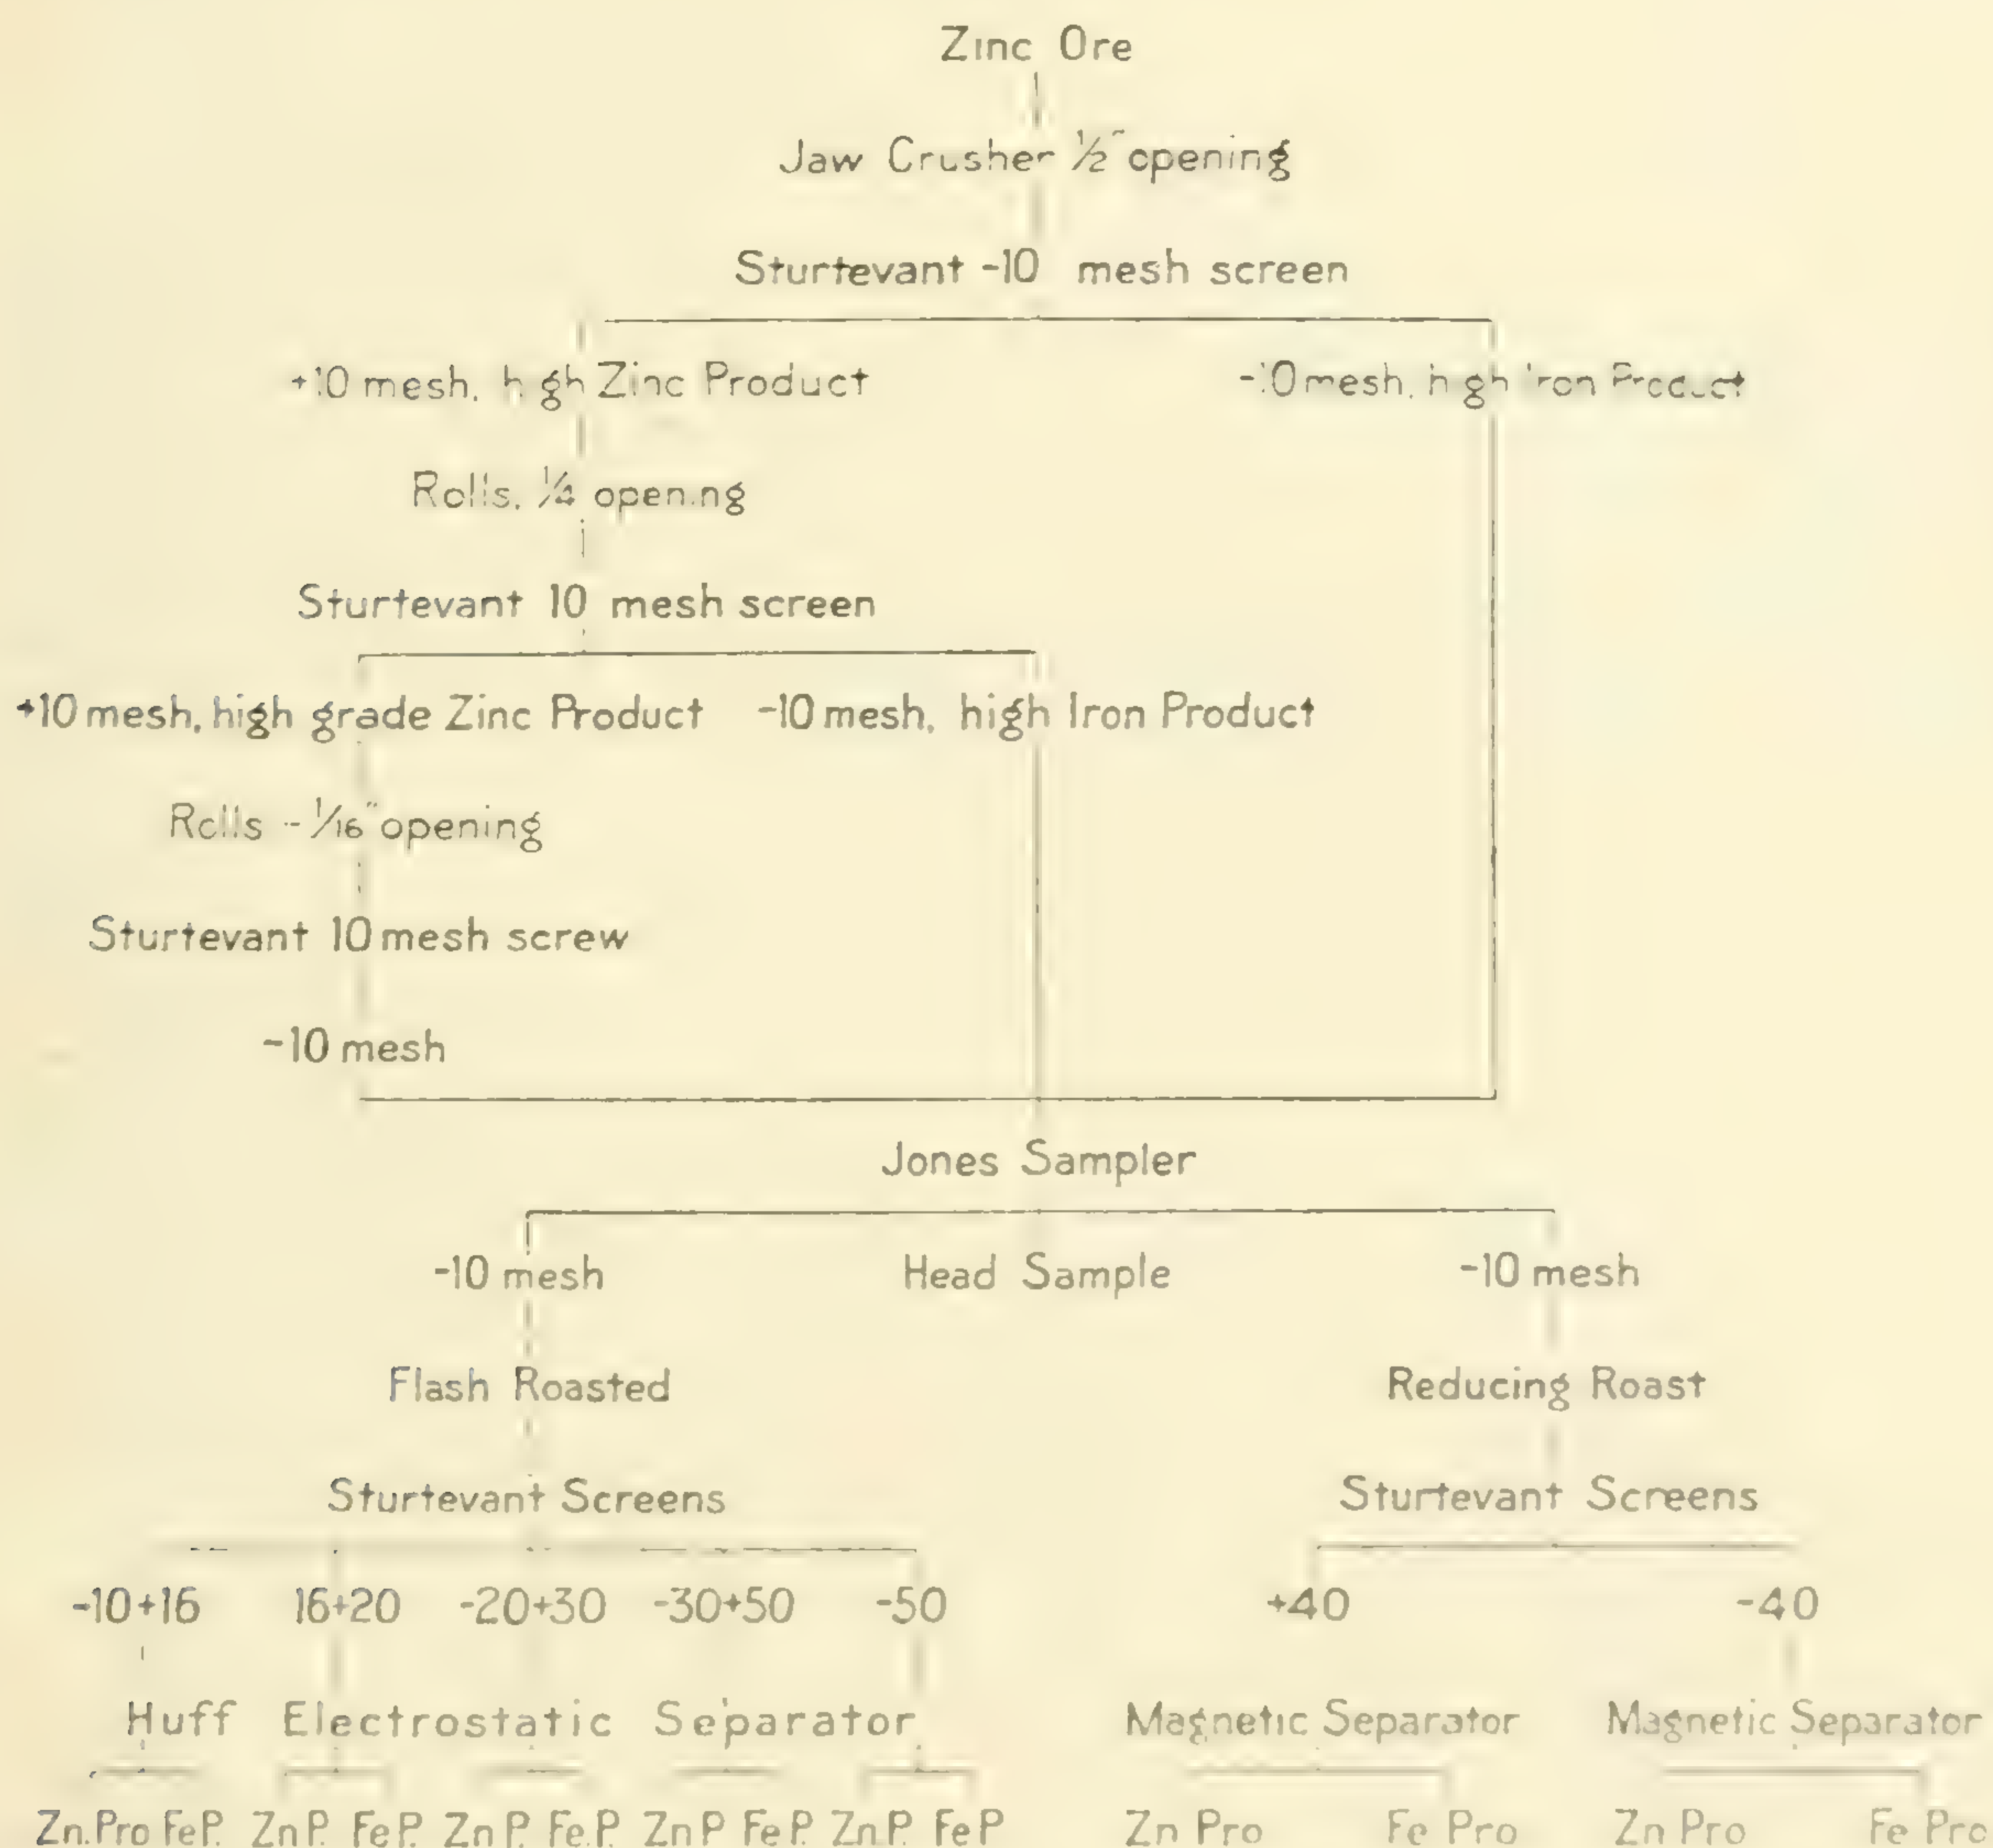 Zinc Ore
Jaw Crusher ½" opening
Sturtevant -10 mesh screen
+10 mesh, high Zinc Product -10 mesh, high Iron Product
Rolls, ¼ opening
Sturtevant 10 mesh screen
+10 mesh, high grade Zinc Product -10 mesh, high Iron Product
Rolls - 1/16" opening
Sturtevant 10 mesh screw
-10 mesh
Jones Sampler
-10 mesh Head Sample -10 mesh
Flash Roasted Reducing Roast
Sturtevant Screens Sturtevant Screens
-10+16 16+20 -20+30 -30+50 -50 +40 -40
Huff Electrostatic Separator Magnetic Separator Magnetic Separator
Zn.Pro FeP. ZnP. FeP. ZnP. Fe.P. ZnP FeP. ZnP. FeP Zn Pro Fe Pro Zn Pro Fe Pro